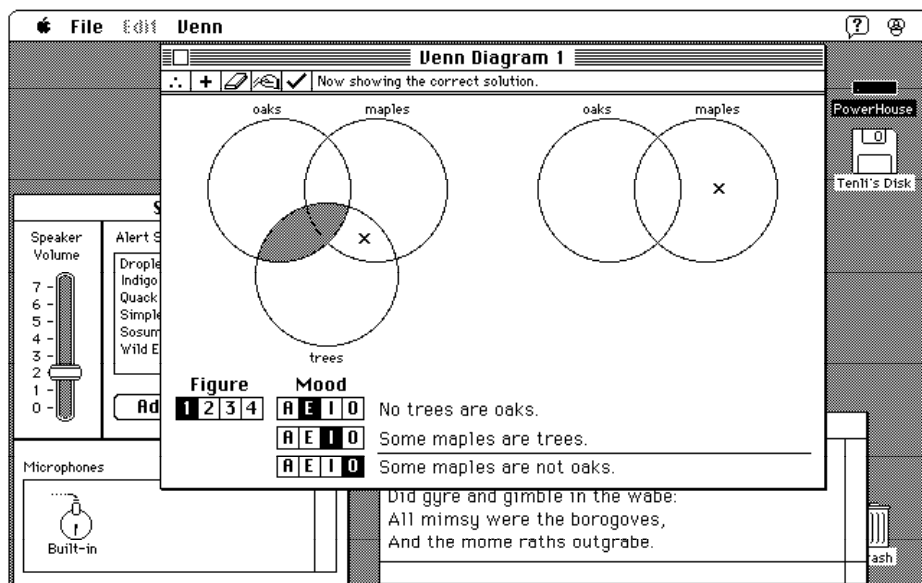 File Edit Venn
Venn Diagram 1
Now showing the correct solution.
oaks maples
oaks maples
trees
Figure
1 2 3 4
Mood
A E I O No trees are oaks.
A E I O Some maples are trees.
A E I O Some maples are not oaks.
PowerHouse
0
Tenli's Disk
Speaker
Volume
7
6
5
4
3
2
1
0
Alert S
Drople
Indigo
Quack
Simple
Sosum
Wild E
Ad
Microphones
Built-in
Did gyre and gimble in the wabe:
All mimsy were the borogoves,
And the mome raths outgrabe.
rash